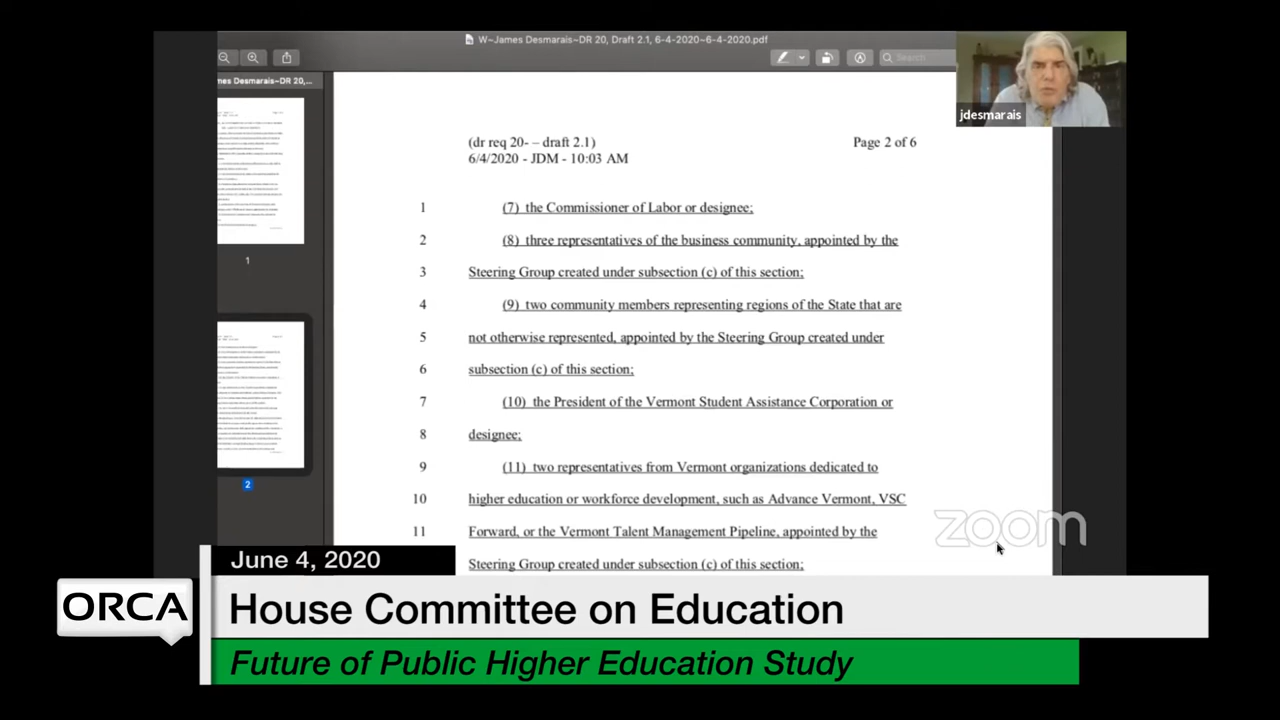 W~James Desmarais~DR 20, Draft 2.1, 6-4-2020~6-4-2020.pdf
Search
mes Desmarais~DR 20,...
jdesmarais
1
2
(dr req 20- – draft 2.1)
Page 2 of 6
6/4/2020 - JDM - 10:03 AM
1 (7) the Commissioner of Labor or designee;
2 (8) three representatives of the business community, appointed by the
3 Steering Group created under subsection (c) of this section;
4 (9) two community members representing regions of the State that are
5 not otherwise represented, appointed by the Steering Group created under
6 subsection (c) of this section;
7 (10) the President of the Vermont Student Assistance Corporation or
8 designee;
9 (11) two representatives from Vermont organizations dedicated to
10 higher education or workforce development, such as Advance Vermont, VSC
11 Forward, or the Vermont Talent Management Pipeline, appointed by the
Steering Group created under subsection (c) of this section;
zoom
June 4, 2020
ORCA
House Committee on Education
Future of Public Higher Education Study